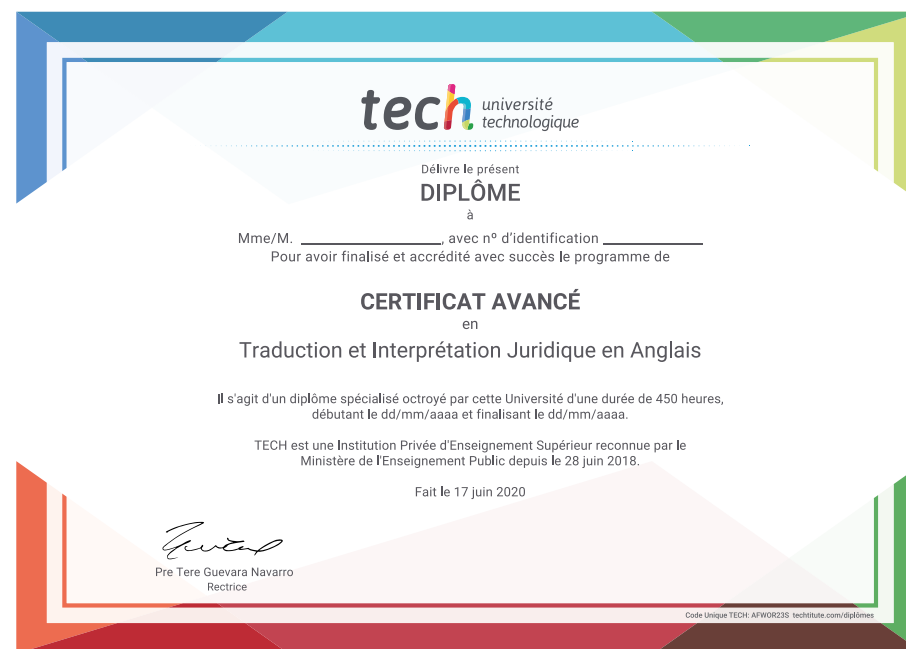 tech université
technologique
Délivre le présent
DIPLÔME
à
Mme/M. ____________________, avec nº d'identification ______________
Pour avoir finalisé et accrédité avec succès le programme de
CERTIFICAT AVANCÉ
en
Traduction et Interprétation Juridique en Anglais
Il s'agit d'un diplôme spécialisé octroyé par cette Université d'une durée de 450 heures,
débutant le dd/mm/aaaa et finalisant le dd/mm/aaaa.
TECH est une Institution Privée d'Enseignement Supérieur reconnue par le
Ministère de l'Enseignement Public depuis le 28 juin 2018.
Fait le 17 juin 2020
Pre Tere Guevara Navarro
Rectrice
Code Unique TECH: AFWOR23S techtitute.com/diplômes